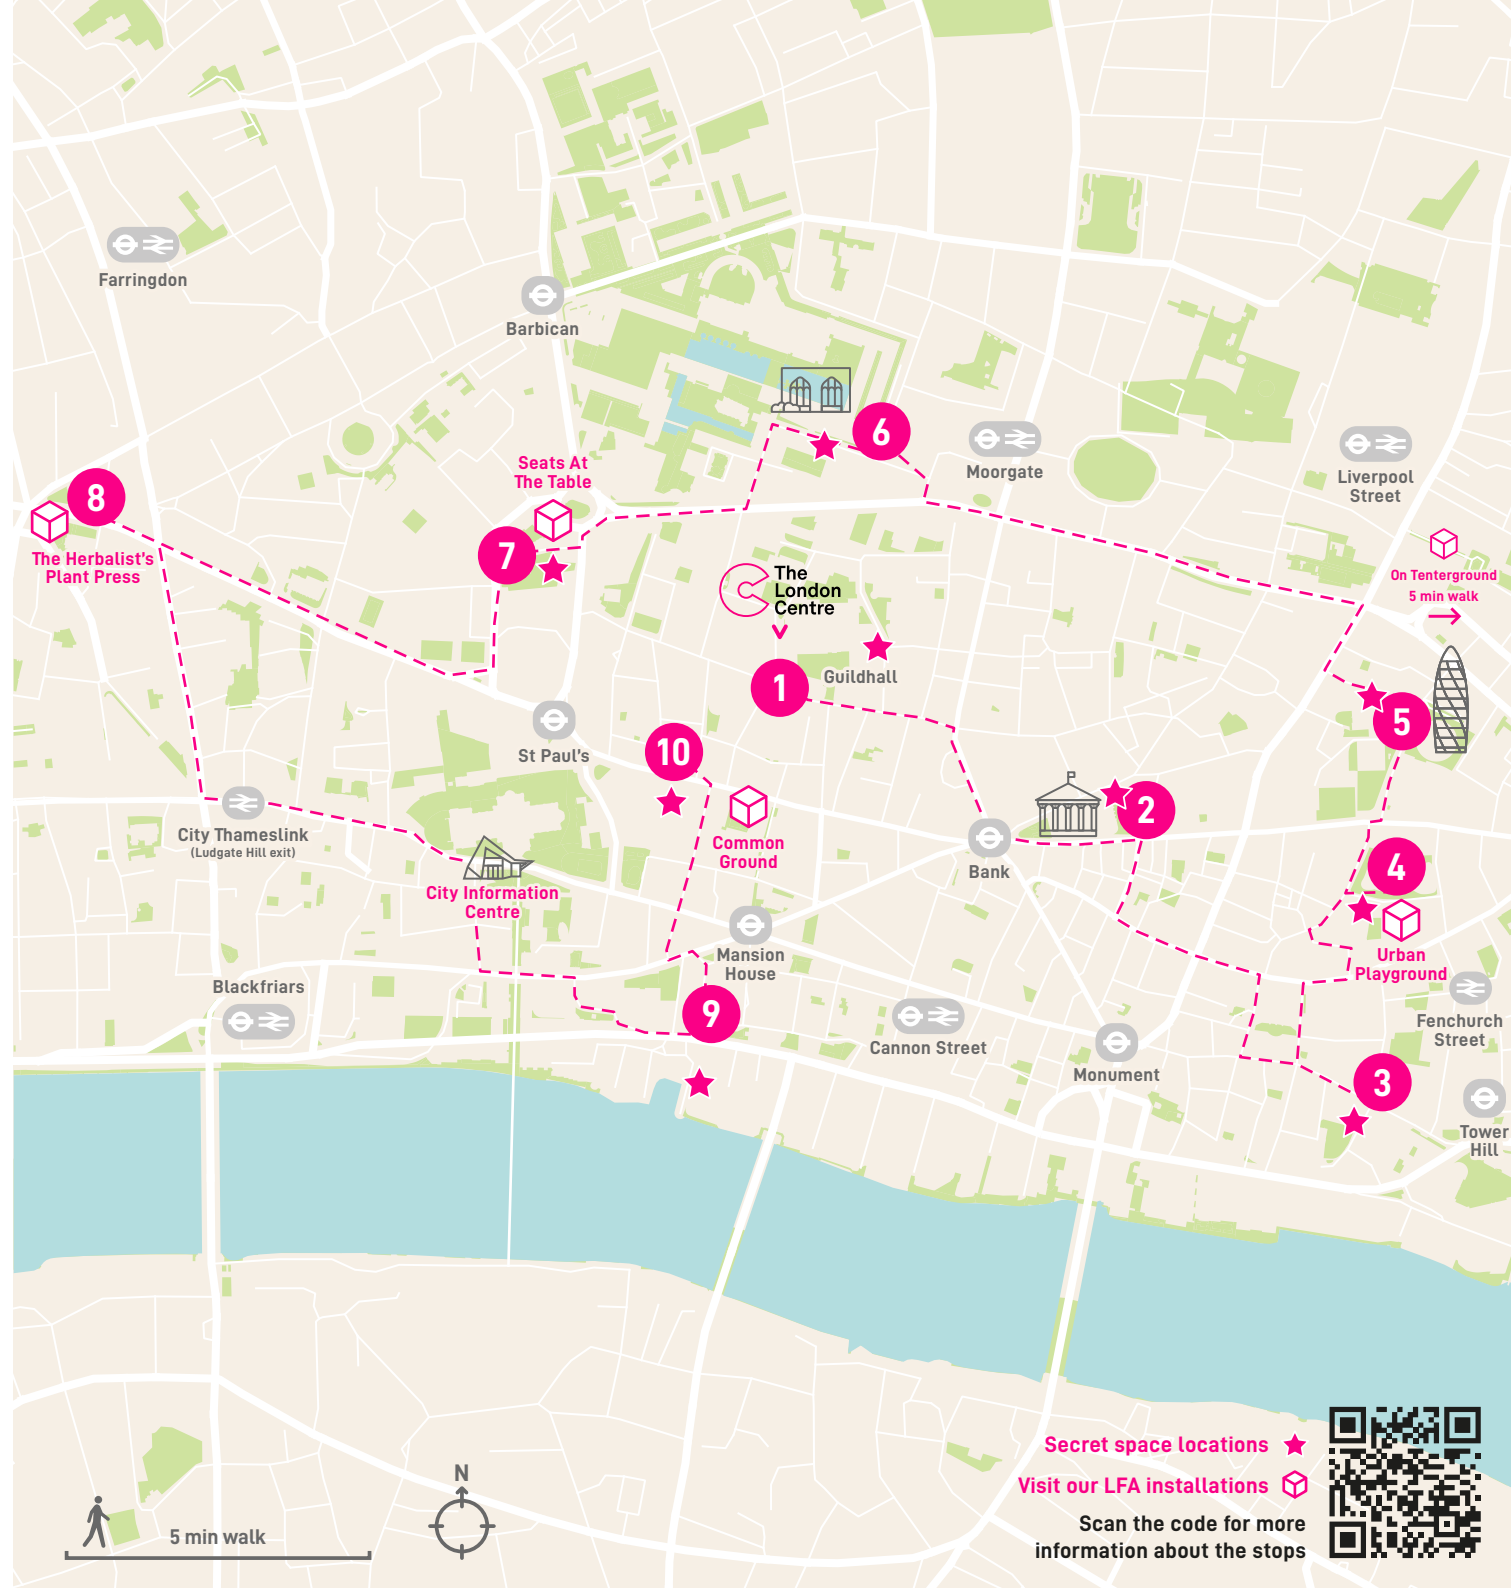 Farringdon
Barbican
6
Moorgate
Liverpool
Street
8
Seats At
The Table
7
The Herbalist's
Plant Press
On Tenterground
5 min walk
The
London
Centre
Guildhall
1
5
St Paul's
10
2
City Thameslink
(Ludgate Hill exit)
Common
Ground
Bank
4
City Information
Centre
Mansion
House
Urban
Playground
Blackfriars
9
Cannon Street
Fenchurch
Street
Monument
3
Tower
Hill
Secret space locations
Visit our LFA installations
Scan the code for more
information about the stops
N
5 min walk